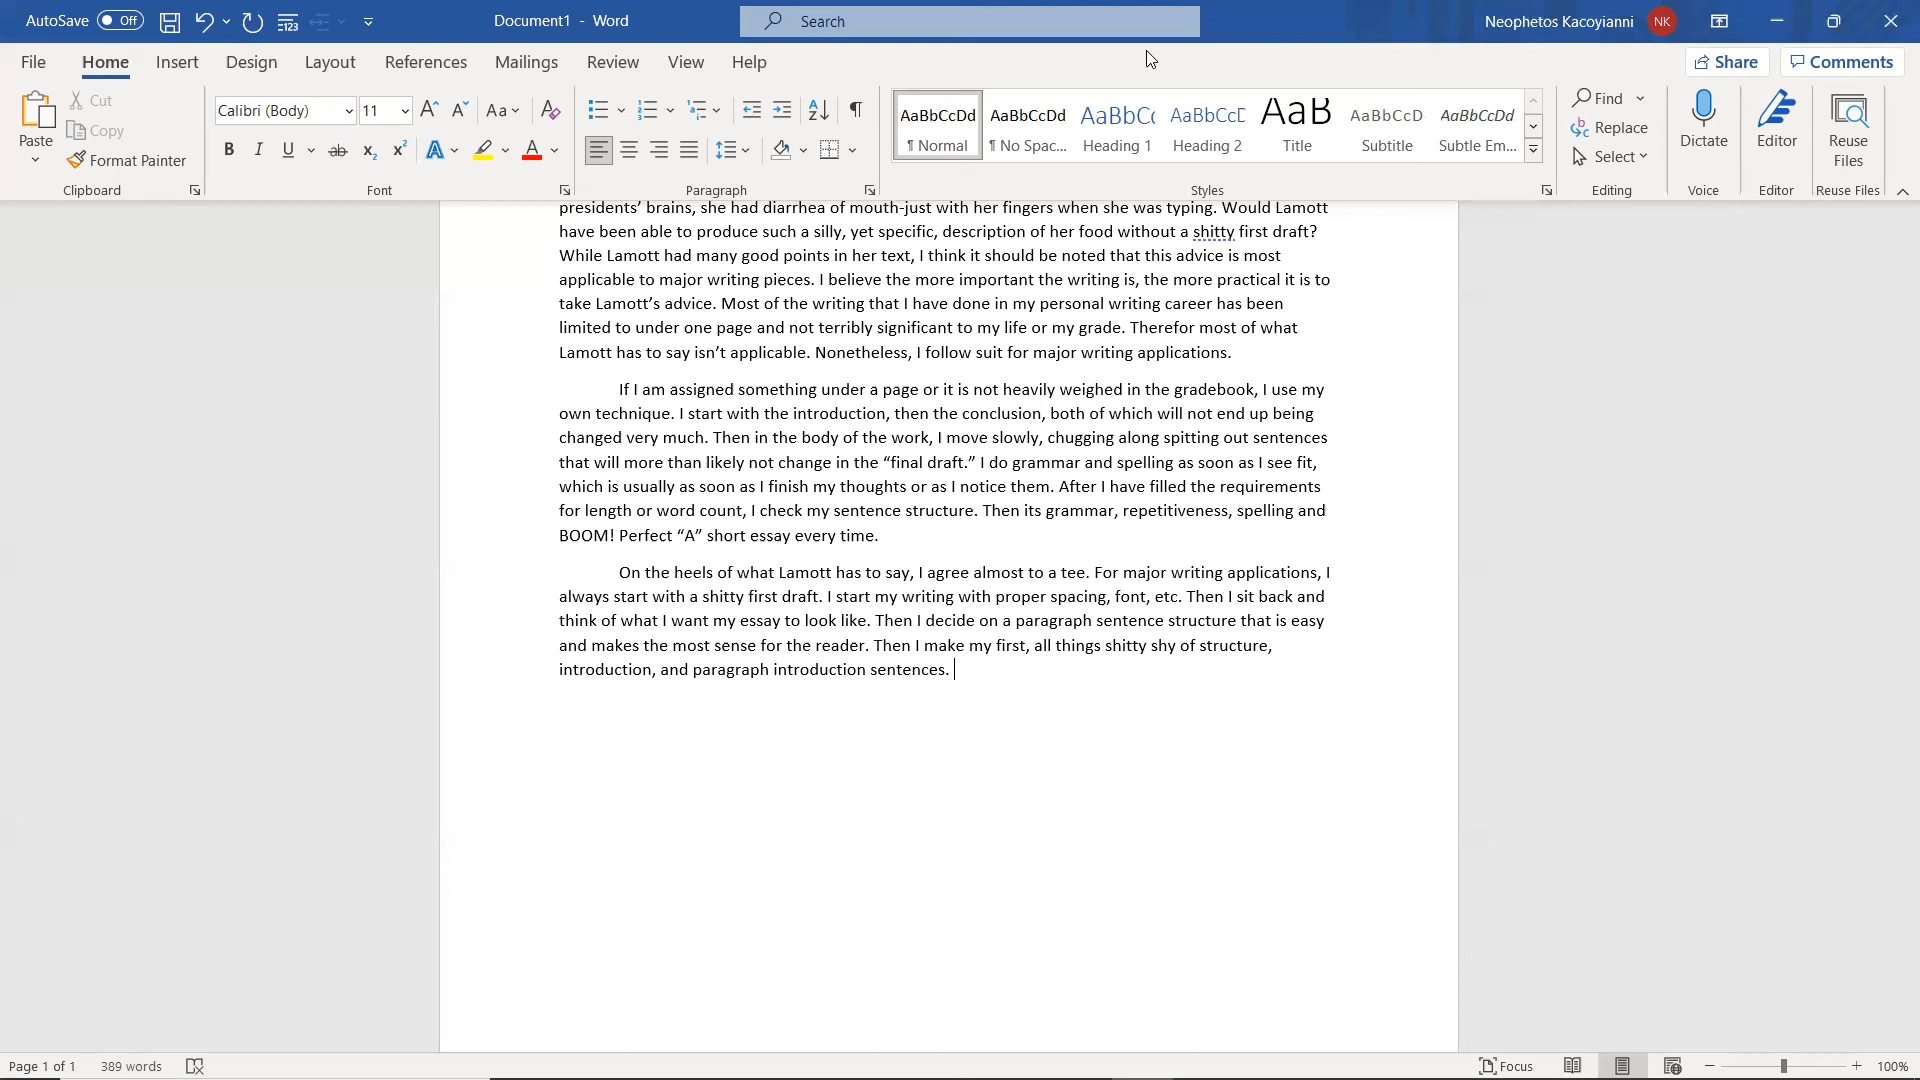 AutoSave Off Document1 - Word Search Neophetos Kacoyianni NK
File Home Insert Design Layout References Mailings Review View Help Share Comments
Paste
Cut
Copy
Format Painter
Clipboard
Calibri (Body) 11
Font
Paragraph
AaBbCcDd AaBbCcDd AaBbCc AaBbCcD AaB AaBbCcD AaBbCcDd
¶ Normal ¶ No Spac... Heading 1 Heading 2 Title Subtitle Subtle Em...
Styles
Find
Replace
Select
Editing
Dictate
Voice
Editor
Editor
Reuse
Files
Reuse Files
presidents’ brains, she had diarrhea of mouth-just with her fingers when she was typing. Would Lamott
have been able to produce such a silly, yet specific, description of her food without a shitty first draft?
While Lamott had many good points in her text, I think it should be noted that this advice is most
applicable to major writing pieces. I believe the more important the writing is, the more practical it is to
take Lamott’s advice. Most of the writing that I have done in my personal writing career has been
limited to under one page and not terribly significant to my life or my grade. Therefor most of what
Lamott has to say isn’t applicable. Nonetheless, I follow suit for major writing applications.
If I am assigned something under a page or it is not heavily weighed in the gradebook, I use my
own technique. I start with the introduction, then the conclusion, both of which will not end up being
changed very much. Then in the body of the work, I move slowly, chugging along spitting out sentences
that will more than likely not change in the “final draft.” I do grammar and spelling as soon as I see fit,
which is usually as soon as I finish my thoughts or as I notice them. After I have filled the requirements
for length or word count, I check my sentence structure. Then its grammar, repetitiveness, spelling and
BOOM! Perfect “A” short essay every time.
On the heels of what Lamott has to say, I agree almost to a tee. For major writing applications, I
always start with a shitty first draft. I start my writing with proper spacing, font, etc. Then I sit back and
think of what I want my essay to look like. Then I decide on a paragraph sentence structure that is easy
and makes the most sense for the reader. Then I make my first, all things shitty shy of structure,
introduction, and paragraph introduction sentences.
Page 1 of 1 389 words Focus 100%